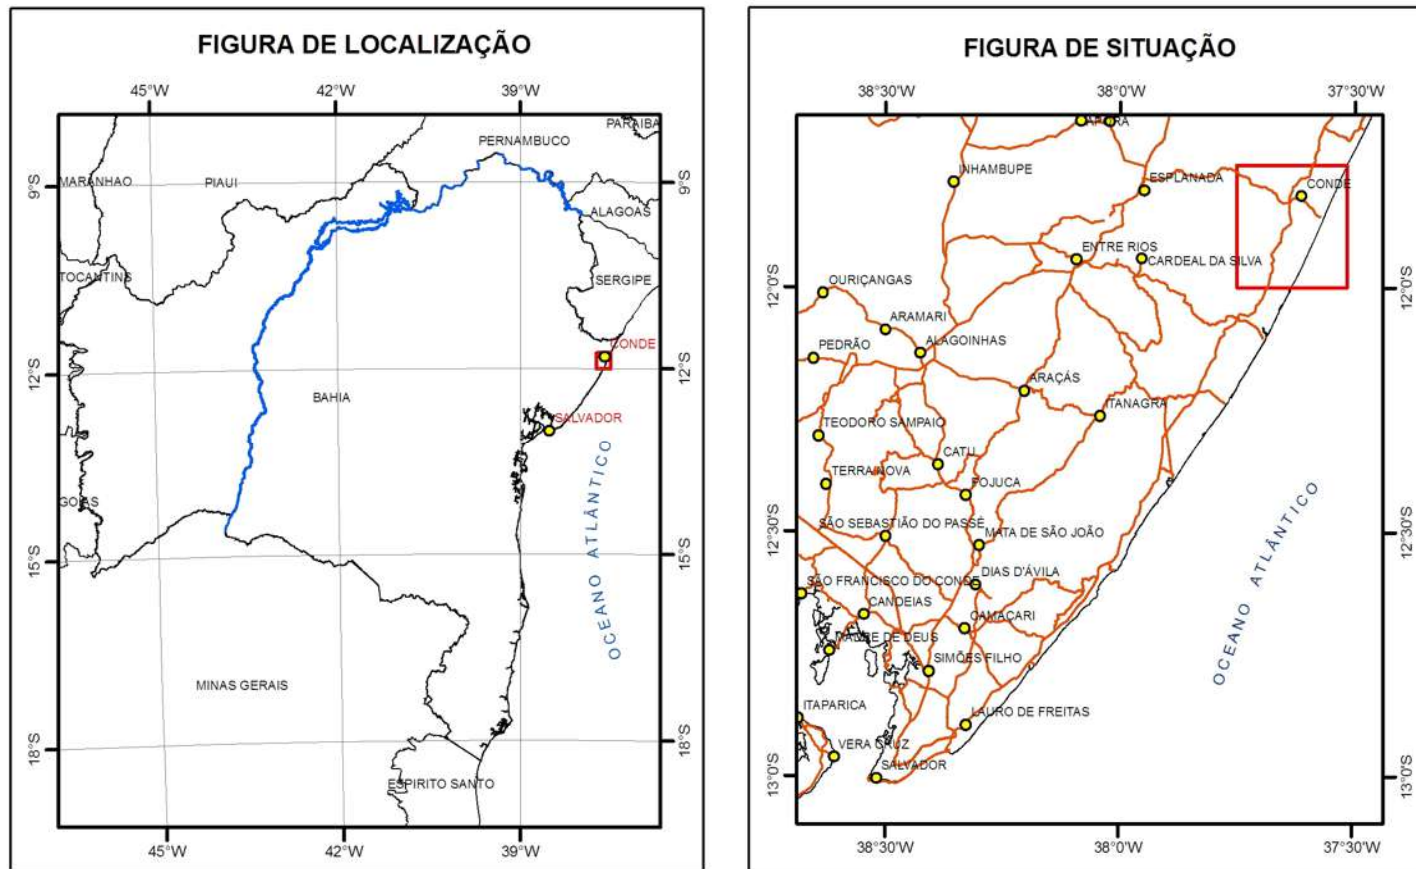 FIGURA DE LOCALIZAÇÃO
45°W
42°W
39°W
PARAIBA
PERNAMBUCO
MARANHAO
PIAUI
9°S
9°S
ALAGOAS
TOCANTINS
SERGIPE
CONDE
12°S
12°S
BAHIA
SALVADOR
OCEANO ATLÂNTICO
GOIAS
15°S
15°S
MINAS GERAIS
18°S
18°S
ESPIRITO SANTO
45°W
42°W
39°W
FIGURA DE SITUAÇÃO
38°30'W
38°0'W
37°30'W
INHAMBUPE
ESPLANADA
CONDE
ENTRE RIOS
CARDEAL DA SILVA
OURIÇANGAS
12°0'S
12°0'S
ARAMARI
ALAGOINHAS
PEDRÃO
ARAÇÁS
ITANAGRA
TEODORO SAMPAIO
CATU
TERRA NOVA
POJUCA
SÃO SEBASTIÃO DO PASSÉ
MATA DE SÃO JOÃO
12°30'S
12°30'S
DIAS D'ÁVILA
SÃO FRANCISCO DO CONDE
CANDEIAS
CAMAÇARI
MADRE DE DEUS
SIMÕES FILHO
OCEANO ATLÂNTICO
ITAPARICA
LAURO DE FREITAS
VERA CRUZ
SALVADOR
13°0'S
13°0'S
38°30'W
38°0'W
37°30'W